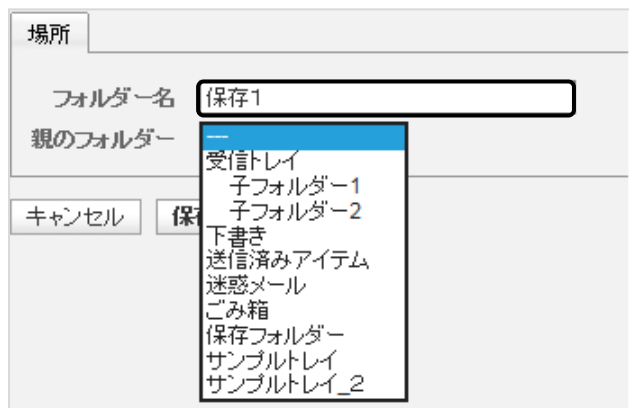 場所
フォルダー名 保存1
親のフォルダー ---
受信トレイ
子フォルダー1
子フォルダー2
下書き
送信済みアイテム
迷惑メール
ごみ箱
保存フォルダー
サンプルトレイ
サンプルトレイ_2
キャンセル 保